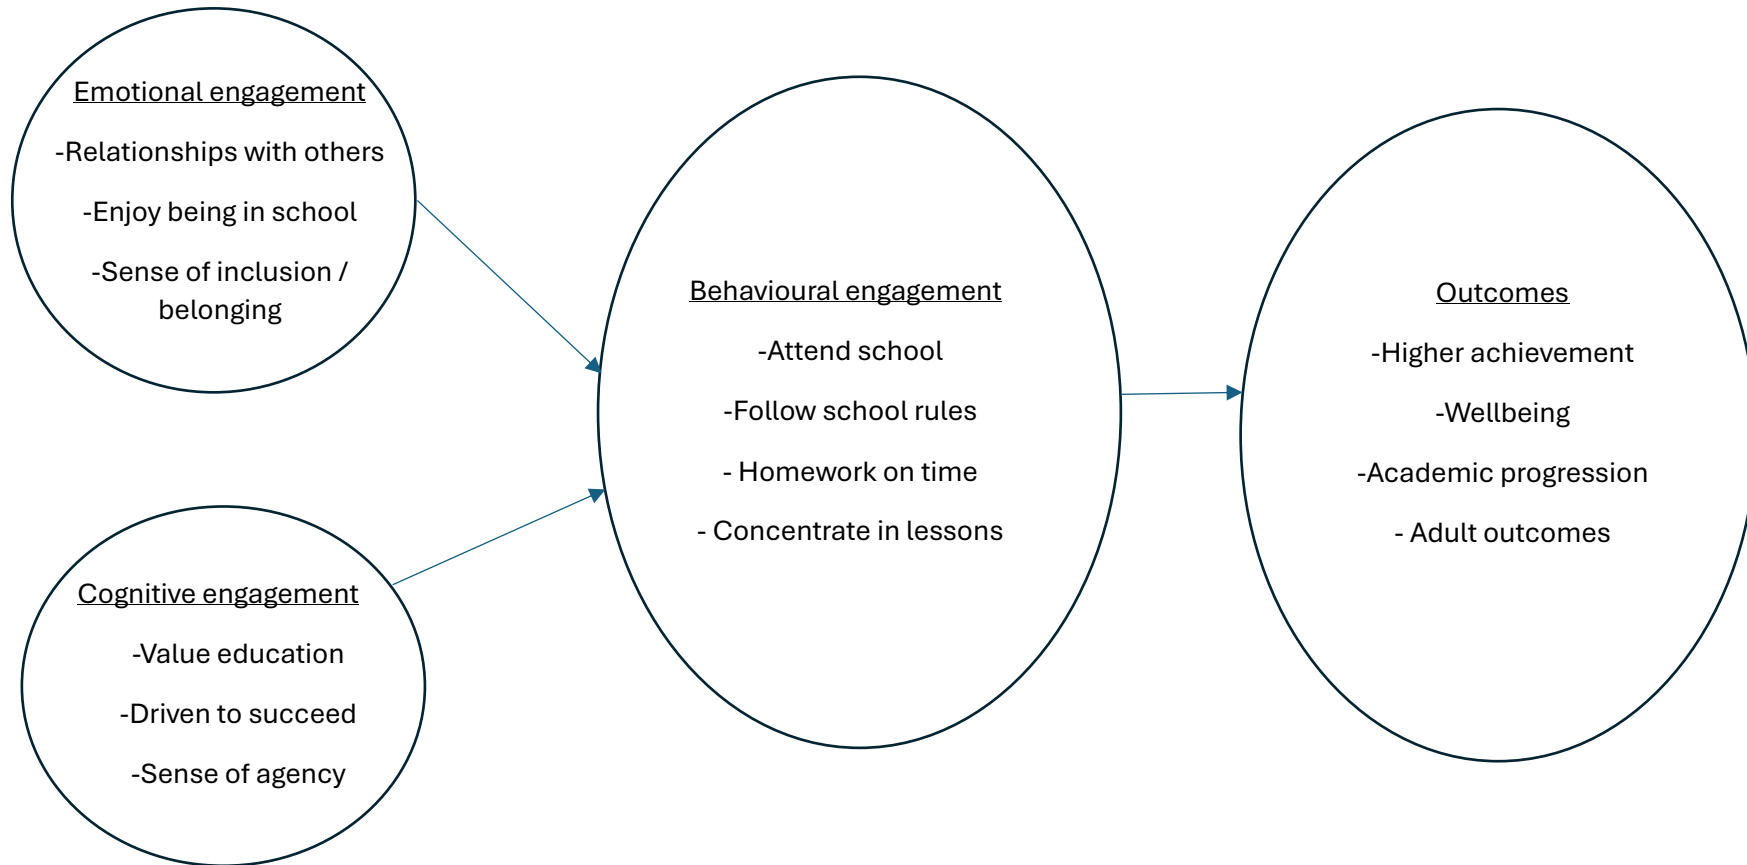 Emotional engagement
-Relationships with others
-Enjoy being in school
-Sense of inclusion /
belonging
Cognitive engagement
-Value education
-Driven to succeed
-Sense of agency
Behavioural engagement
-Attend school
-Follow school rules
- Homework on time
- Concentrate in lessons
Outcomes
-Higher achievement
-Wellbeing
-Academic progression
- Adult outcomes